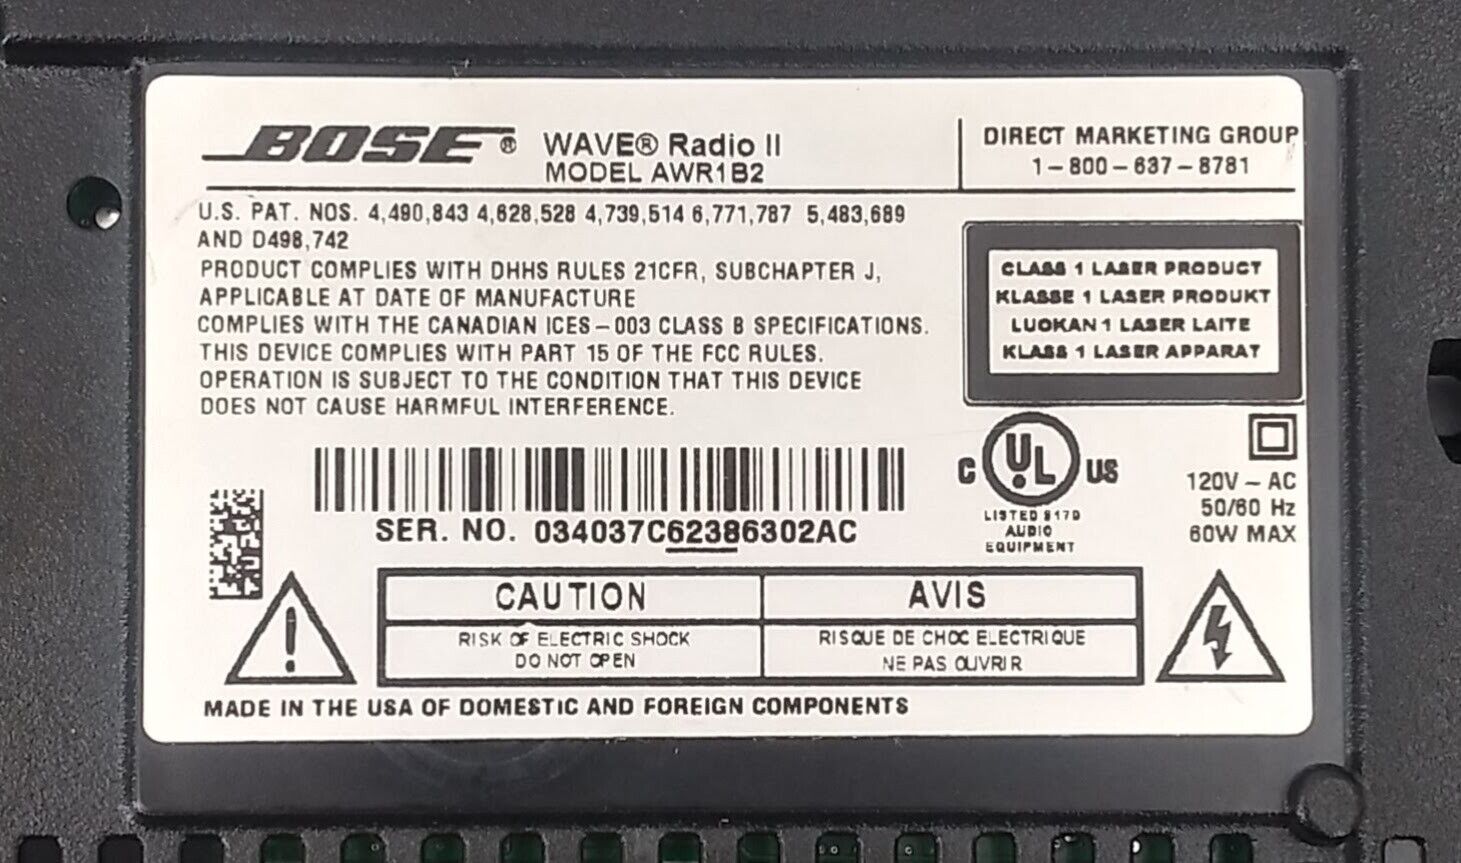 BOSE® WAVE® Radio II
MODEL AWR1B2
DIRECT MARKETING GROUP
1-800-637-8781
U.S. PAT. NOS. 4,490,843 4,628,528 4,739,514 6,771,787 5,483,689
AND D498,742
PRODUCT COMPLIES WITH DHHS RULES 21CFR, SUBCHAPTER J,
APPLICABLE AT DATE OF MANUFACTURE
COMPLIES WITH THE CANADIAN ICES-003 CLASS B SPECIFICATIONS.
THIS DEVICE COMPLIES WITH PART 15 OF THE FCC RULES.
OPERATION IS SUBJECT TO THE CONDITION THAT THIS DEVICE
DOES NOT CAUSE HARMFUL INTERFERENCE.
CLASS 1 LASER PRODUCT
KLASSE 1 LASER PRODUKT
LUOKAN 1 LASER LAITE
KLASS 1 LASER APPARAT
SER. NO. 034037C62386302AC
C UL US
LISTED 917D
AUDIO
EQUIPMENT
120V ~ AC
50/60 Hz
60W MAX
CAUTION
RISK OF ELECTRIC SHOCK
DO NOT OPEN
AVIS
RISQUE DE CHOC ELECTRIQUE
NE PAS OUVRIR
MADE IN THE USA OF DOMESTIC AND FOREIGN COMPONENTS